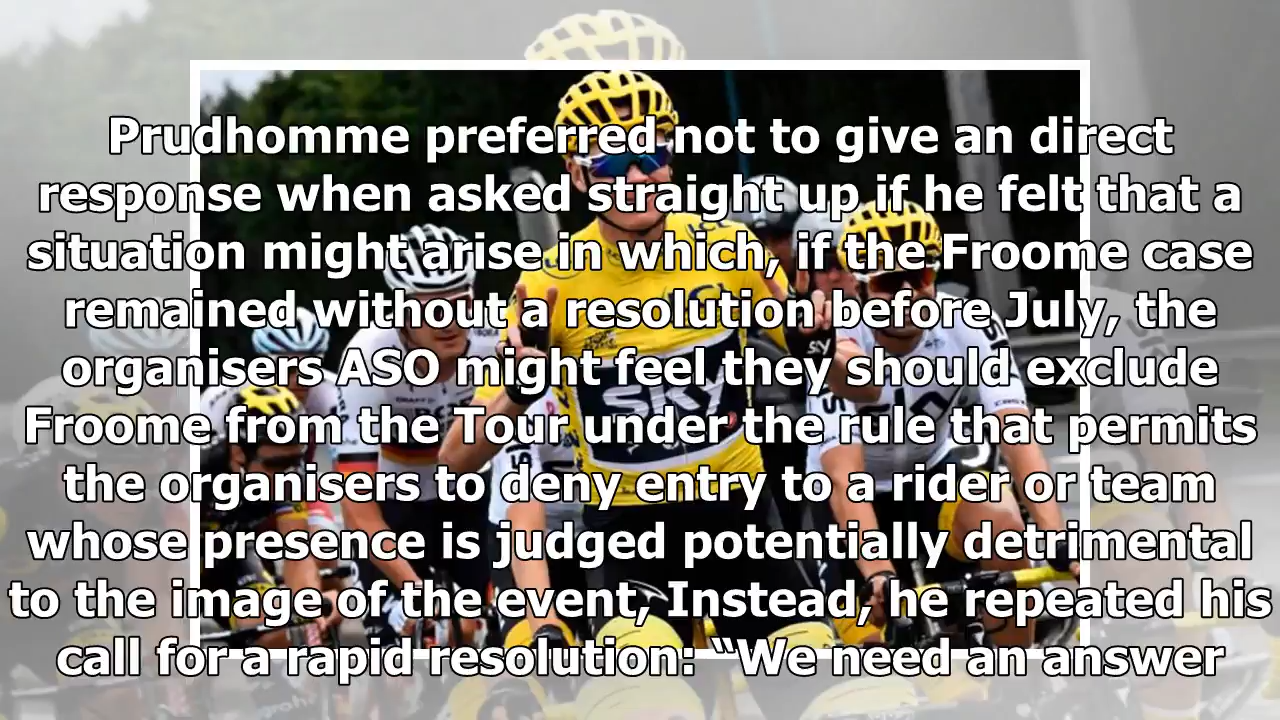 Prudhomme preferred not to give an direct
response when asked straight up if he felt that a
situation might arise in which, if the Froome case
remained without a resolution before July, the
organisers ASO might feel they should exclude
Froome from the Tour under the rule that permits
the organisers to deny entry to a rider or team
whose presence is judged potentially detrimental
to the image of the event, Instead, he repeated his
call for a rapid resolution: “We need an answer
SKY
SKY